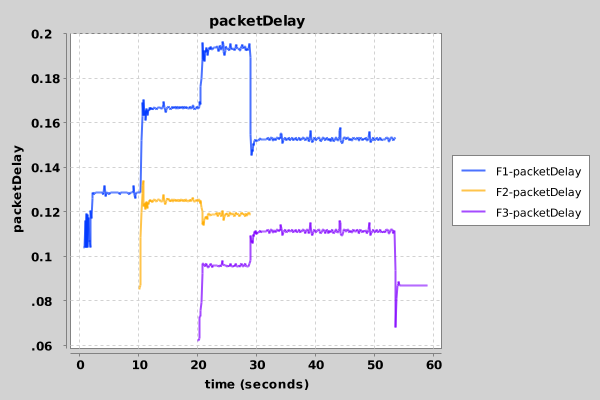 packetDelay
0.2
0.18
0.16
0.14
0.12
0.1
.08
.06
packetDelay
0 10 20 30 40 50 60
time (seconds)
F1-packetDelay
F2-packetDelay
F3-packetDelay